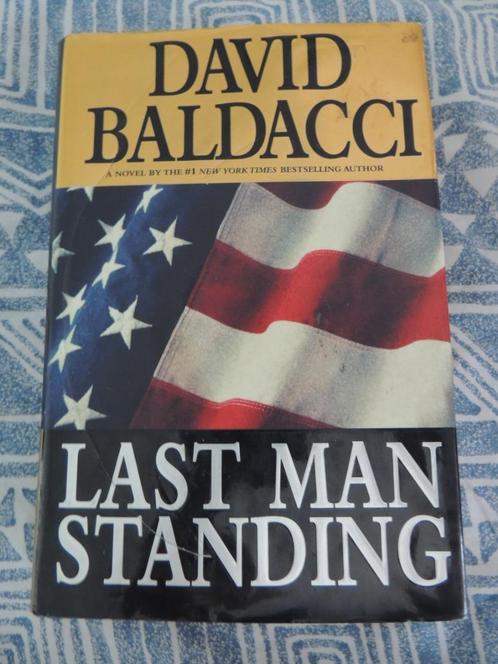 DAVID
BALDACCI
A NOVEL BY THE #1 NEW YORK TIMES BESTSELLING AUTHOR
LAST MAN
STANDING